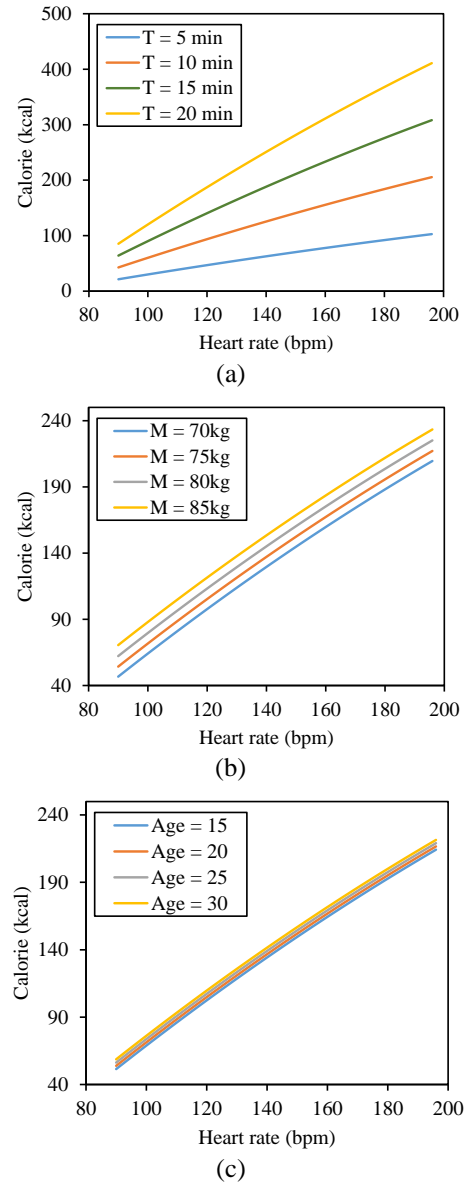 500
400
300
200
100
0
Calorie (kcal)
T = 5 min
T = 10 min
T = 15 min
T = 20 min
80 100 120 140 160 180 200
Heart rate (bpm)
(a)
240
190
140
90
40
Calorie (kcal)
M = 70kg
M = 75kg
M = 80kg
M = 85kg
80 100 120 140 160 180 200
Heart rate (bpm)
(b)
240
190
140
90
40
Calorie (kcal)
Age = 15
Age = 20
Age = 25
Age = 30
80 100 120 140 160 180 200
Heart rate (bpm)
(c)